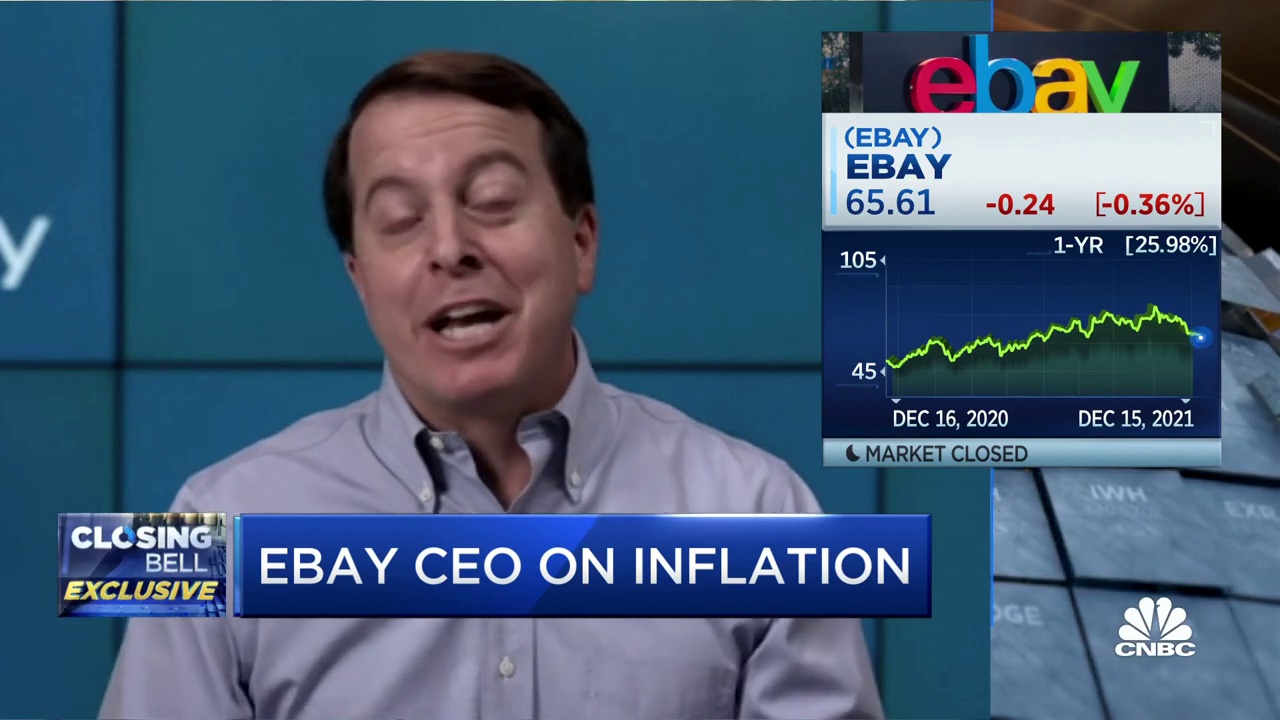 y
ebay
(EBAY)
EBAY
65.61 -0.24 [-0.36%]
1-YR [25.98%]
105
45
DEC 16, 2020 DEC 15, 2021
MARKET CLOSED
IWH
EXR
DGE
CLOSING
BELL
EXCLUSIVE
EBAY CEO ON INFLATION
CNBC